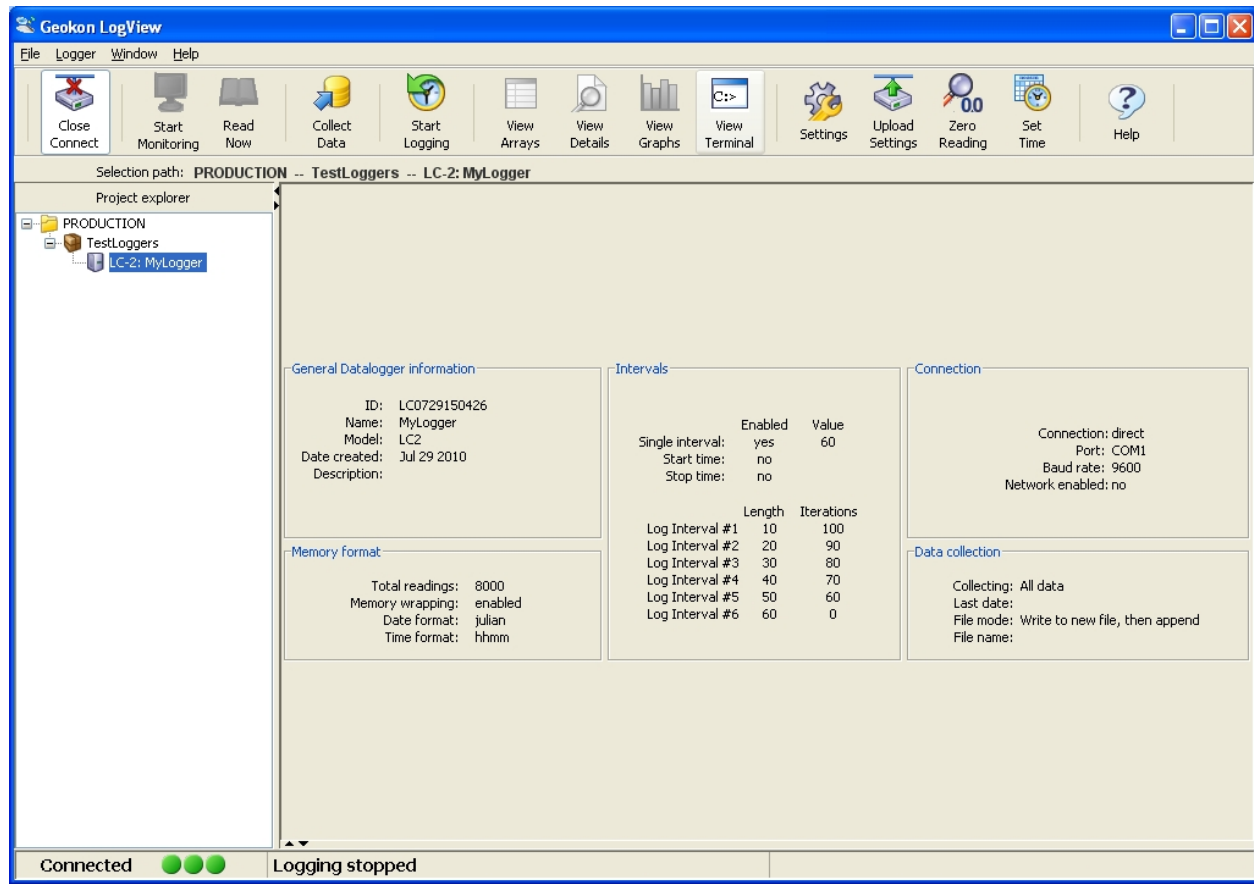 Geokon LogView
File Logger Window Help
Close Connect
Start Monitoring
Read Now
Collect Data
Start Logging
View Arrays
View Details
View Graphs
C:>
View Terminal
Settings
Upload Settings
0.0
Zero Reading
Set Time
?
Help
Selection path: PRODUCTION -- TestLoggers -- LC-2: MyLogger
Project explorer
PRODUCTION
TestLoggers
LC-2: MyLogger
General Datalogger information
ID: LC0729150426
Name: MyLogger
Model: LC2
Date created: Jul 29 2010
Description:
Memory format
Total readings: 8000
Memory wrapping: enabled
Date format: julian
Time format: hhmm
Intervals
Enabled Value
Single interval: yes 60
Start time: no
Stop time: no
Length Iterations
Log Interval #1 10 100
Log Interval #2 20 90
Log Interval #3 30 80
Log Interval #4 40 70
Log Interval #5 50 60
Log Interval #6 60 0
Connection
Connection: direct
Port: COM1
Baud rate: 9600
Network enabled: no
Data collection
Collecting: All data
Last date:
File mode: Write to new file, then append
File name:
Connected
Logging stopped